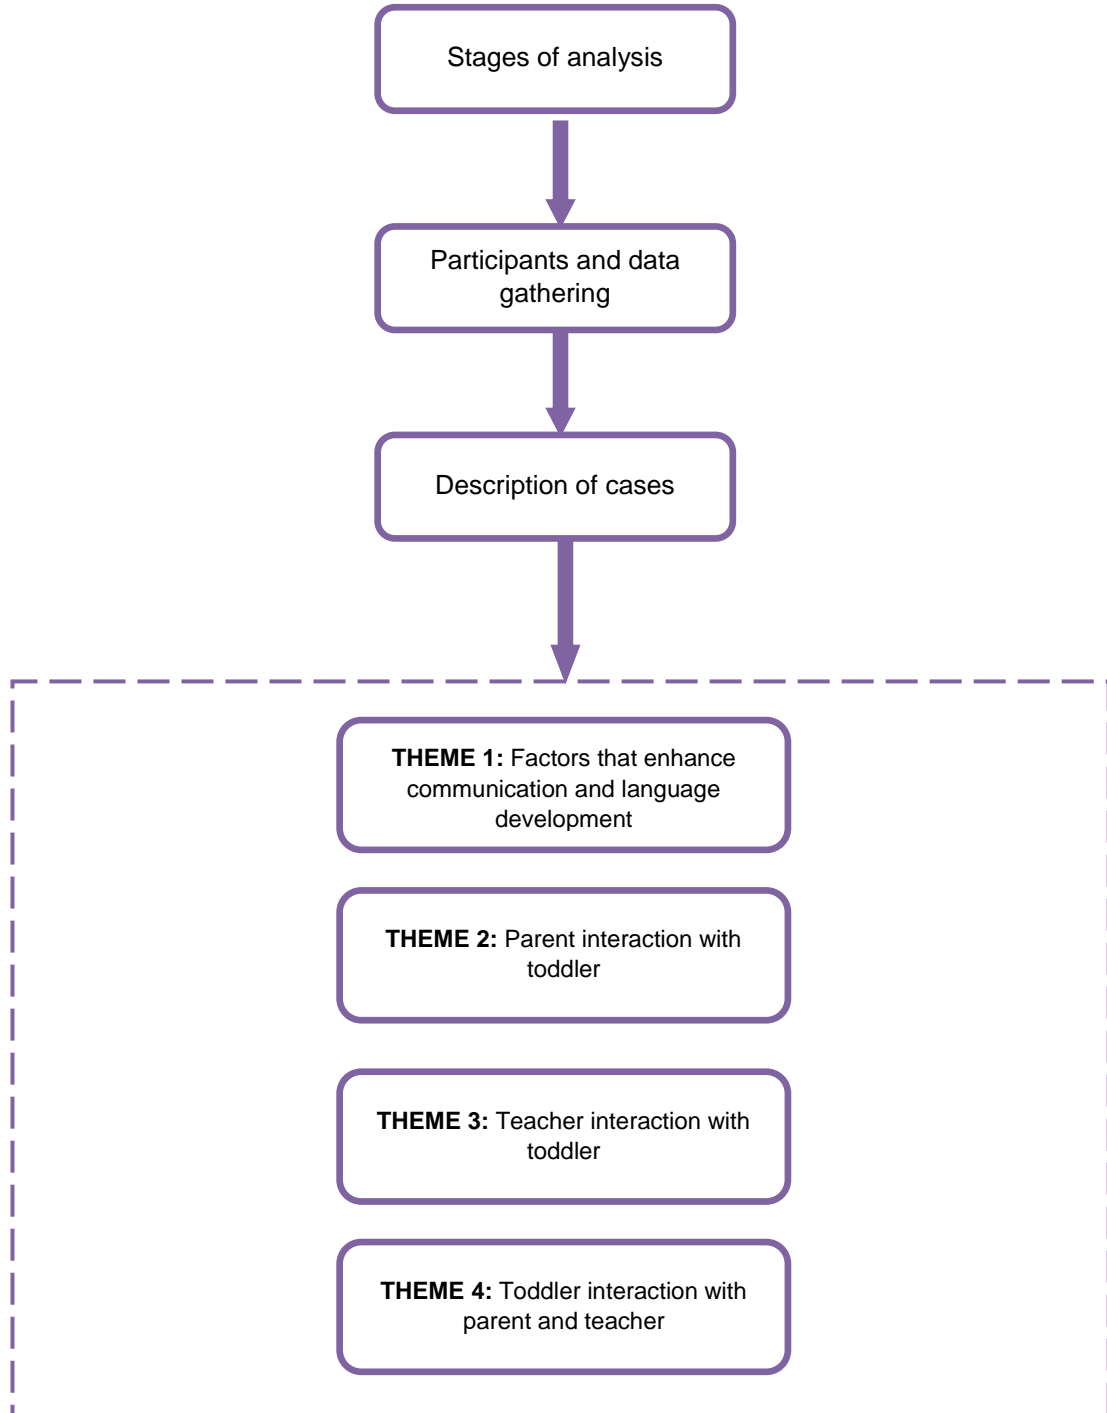 Stages of analysis
Participants and data
gathering
Description of cases
THEME 1: Factors that enhance
communication and language
development
THEME 2: Parent interaction with
toddler
THEME 3: Teacher interaction with
toddler
THEME 4: Toddler interaction with
parent and teacher